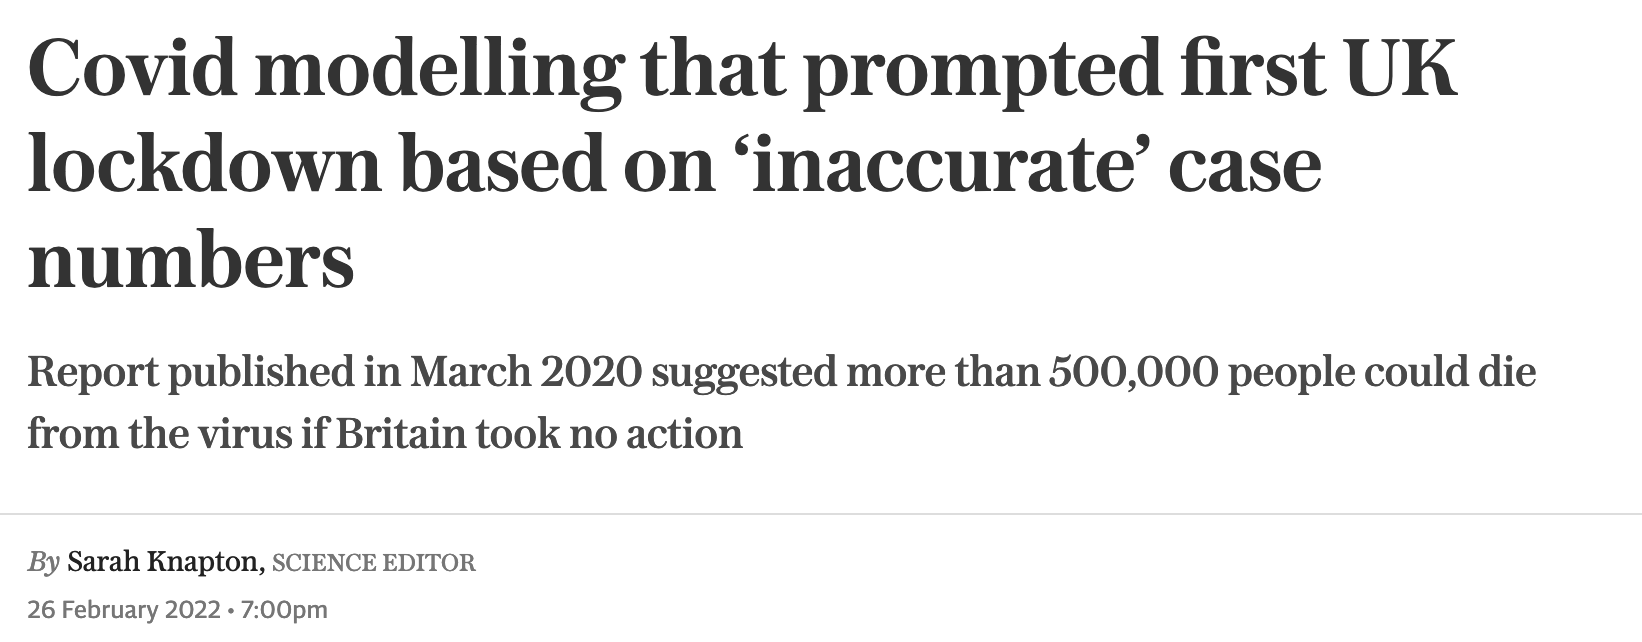 Covid modelling that prompted first UK
lockdown based on ‘inaccurate’ case
numbers
Report published in March 2020 suggested more than 500,000 people could die
from the virus if Britain took no action
By Sarah Knapton, SCIENCE EDITOR
26 February 2022 • 7:00pm